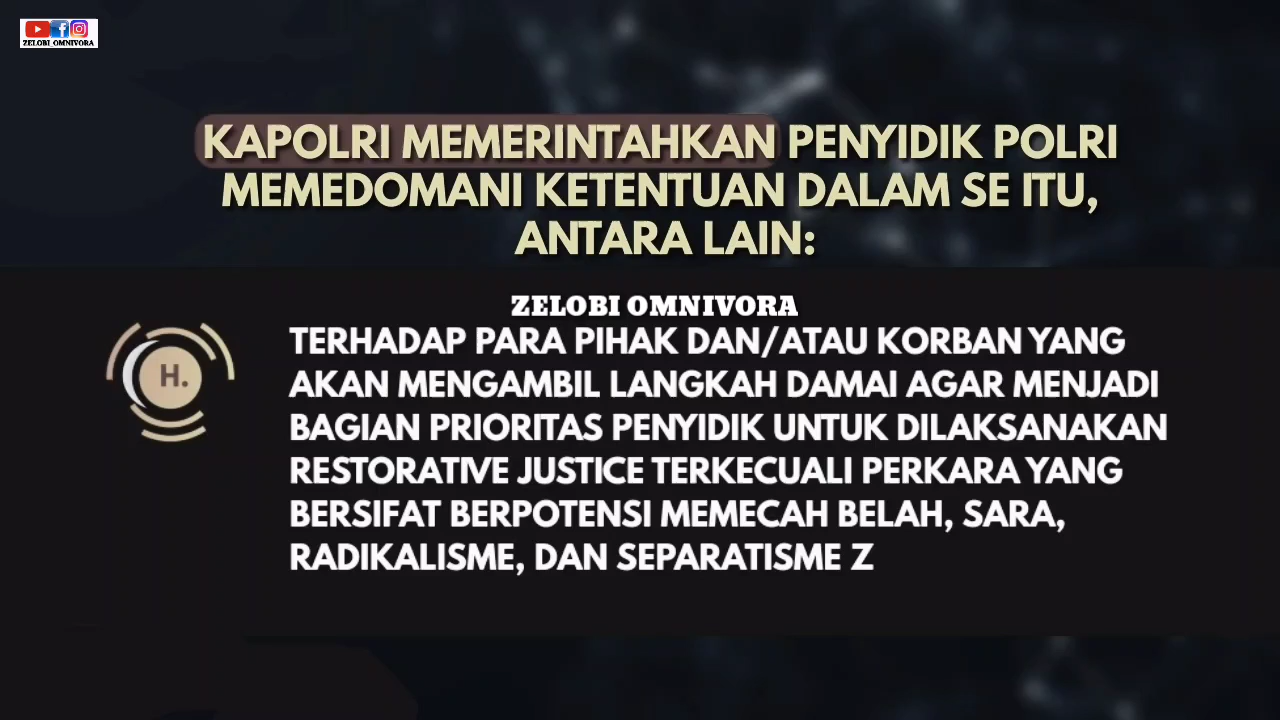 ZELOBI_OMNIVORA
KAPOLRI MEMERINTAHKAN PENYIDIK POLRI
MEMEDOMANI KETENTUAN DALAM SE ITU,
ANTARA LAIN:
ZELOBI OMNIVORA
H.
TERHADAP PARA PIHAK DAN/ATAU KORBAN YANG
AKAN MENGAMBIL LANGKAH DAMAI AGAR MENJADI
BAGIAN PRIORITAS PENYIDIK UNTUK DILAKSANAKAN
RESTORATIVE JUSTICE TERKECUALI PERKARA YANG
BERSIFAT BERPOTENSI MEMECAH BELAH, SARA,
RADIKALISME, DAN SEPARATISME Z